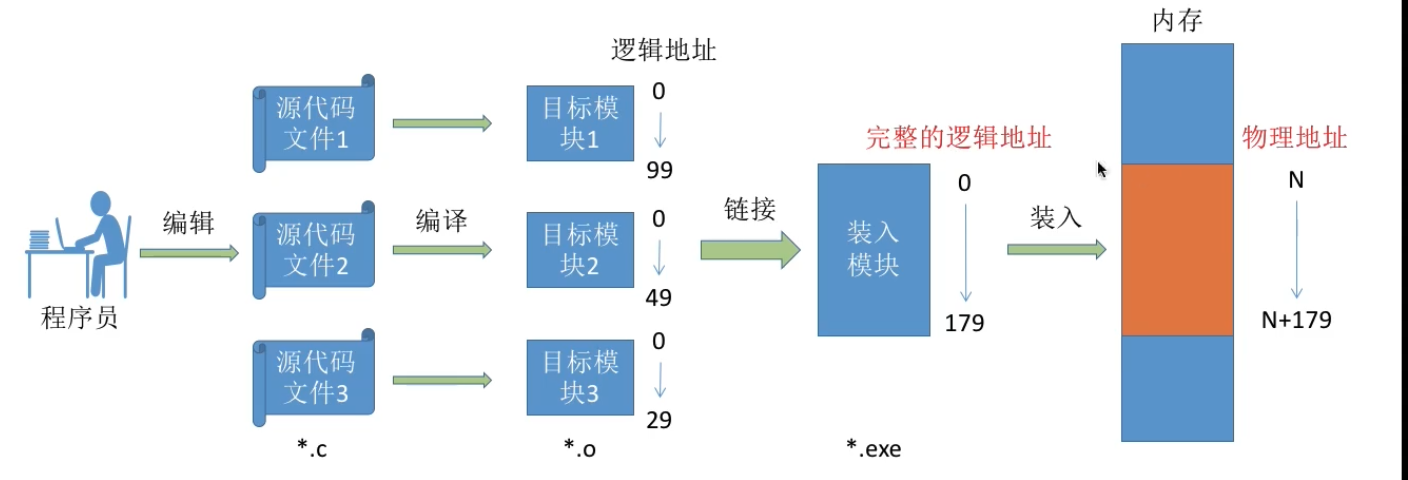 内存
逻辑地址
源代码
文件1
目标模
块1
0
99
完整的逻辑地址
物理地址
程序员
编辑
源代码
文件2
编译
目标模
块2
0
49
链接
装入
模块
0
179
装入
N
N+179
源代码
文件3
目标模
块3
0
29
*.c
*.o
*.exe